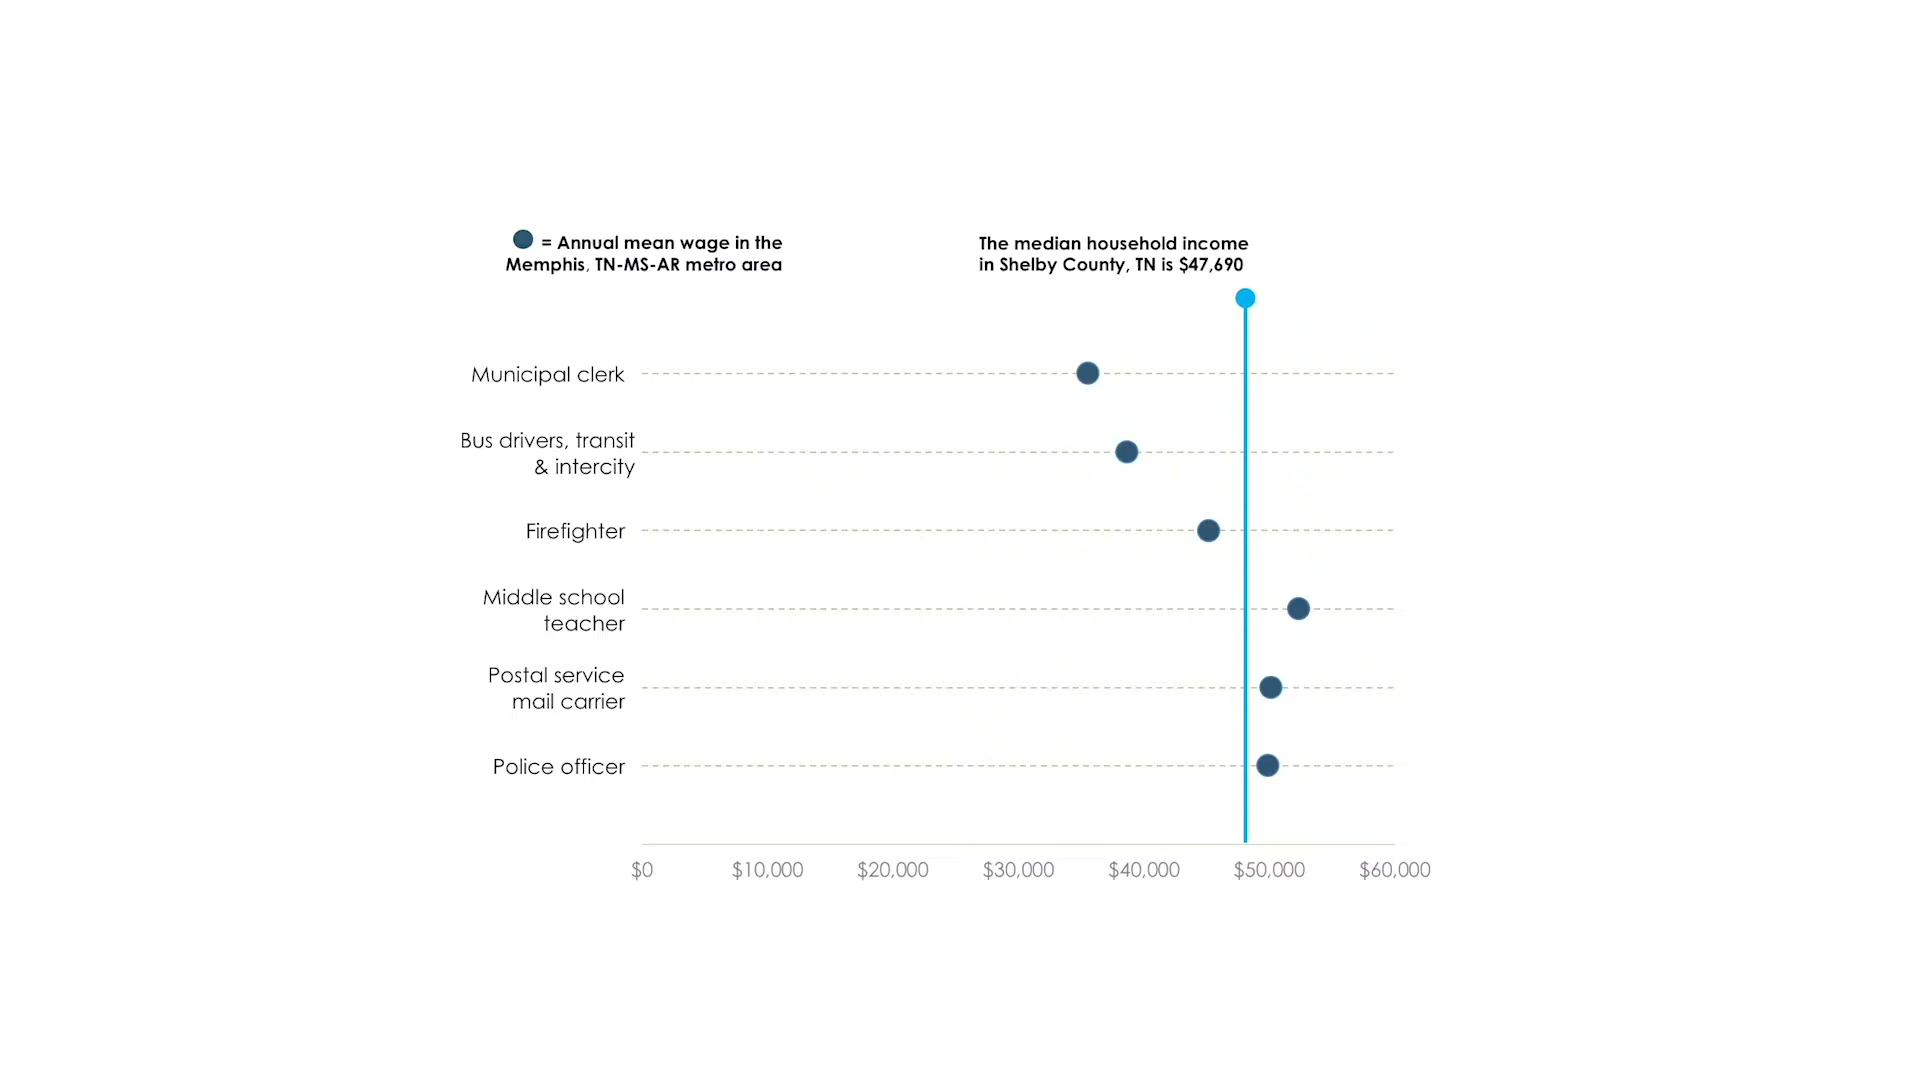 = Annual mean wage in the
Memphis, TN-MS-AR metro area
The median household income
in Shelby County, TN is $47,690
Municipal clerk
Bus drivers, transit
& intercity
Firefighter
Middle school
teacher
Postal service
mail carrier
Police officer
$0 $10,000 $20,000 $30,000 $40,000 $50,000 $60,000